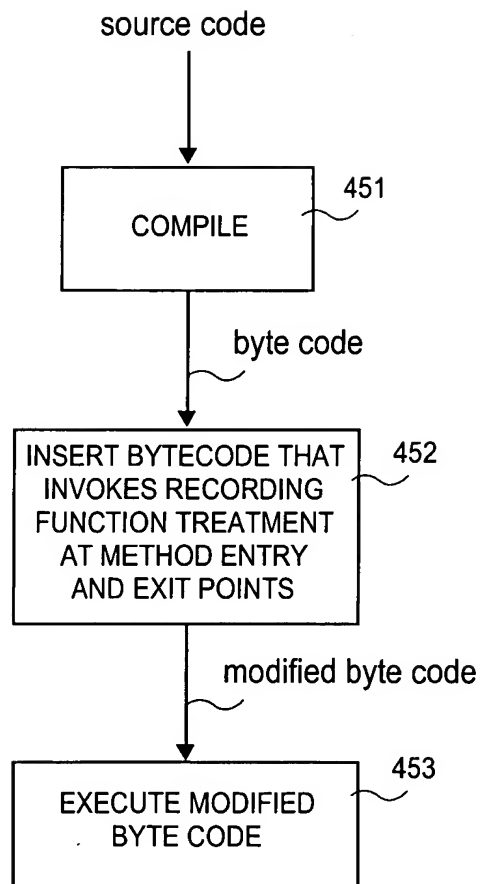 source code
451
COMPILE
byte code
452
INSERT BYTECODE THAT
INVOKES RECORDING
FUNCTION TREATMENT
AT METHOD ENTRY
AND EXIT POINTS
modified byte code
453
EXECUTE MODIFIED
BYTE CODE